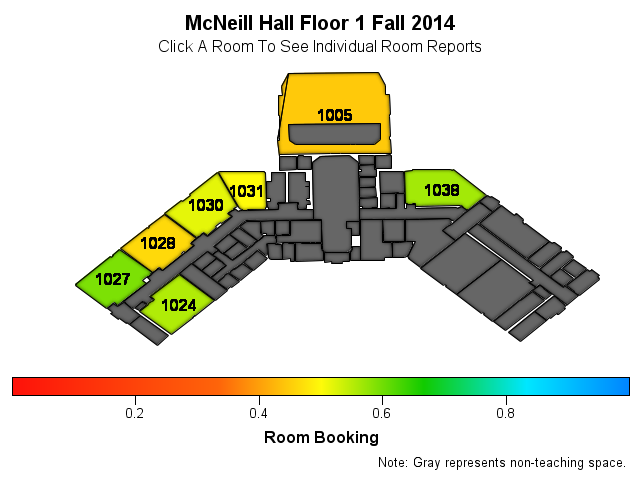 McNeill Hall Floor 1 Fall 2014
Click A Room To See Individual Room Reports
1005
1031
1038
1030
1028
1027
1024
0.2 0.4 0.6 0.8
Room Booking
Note: Gray represents non-teaching space.